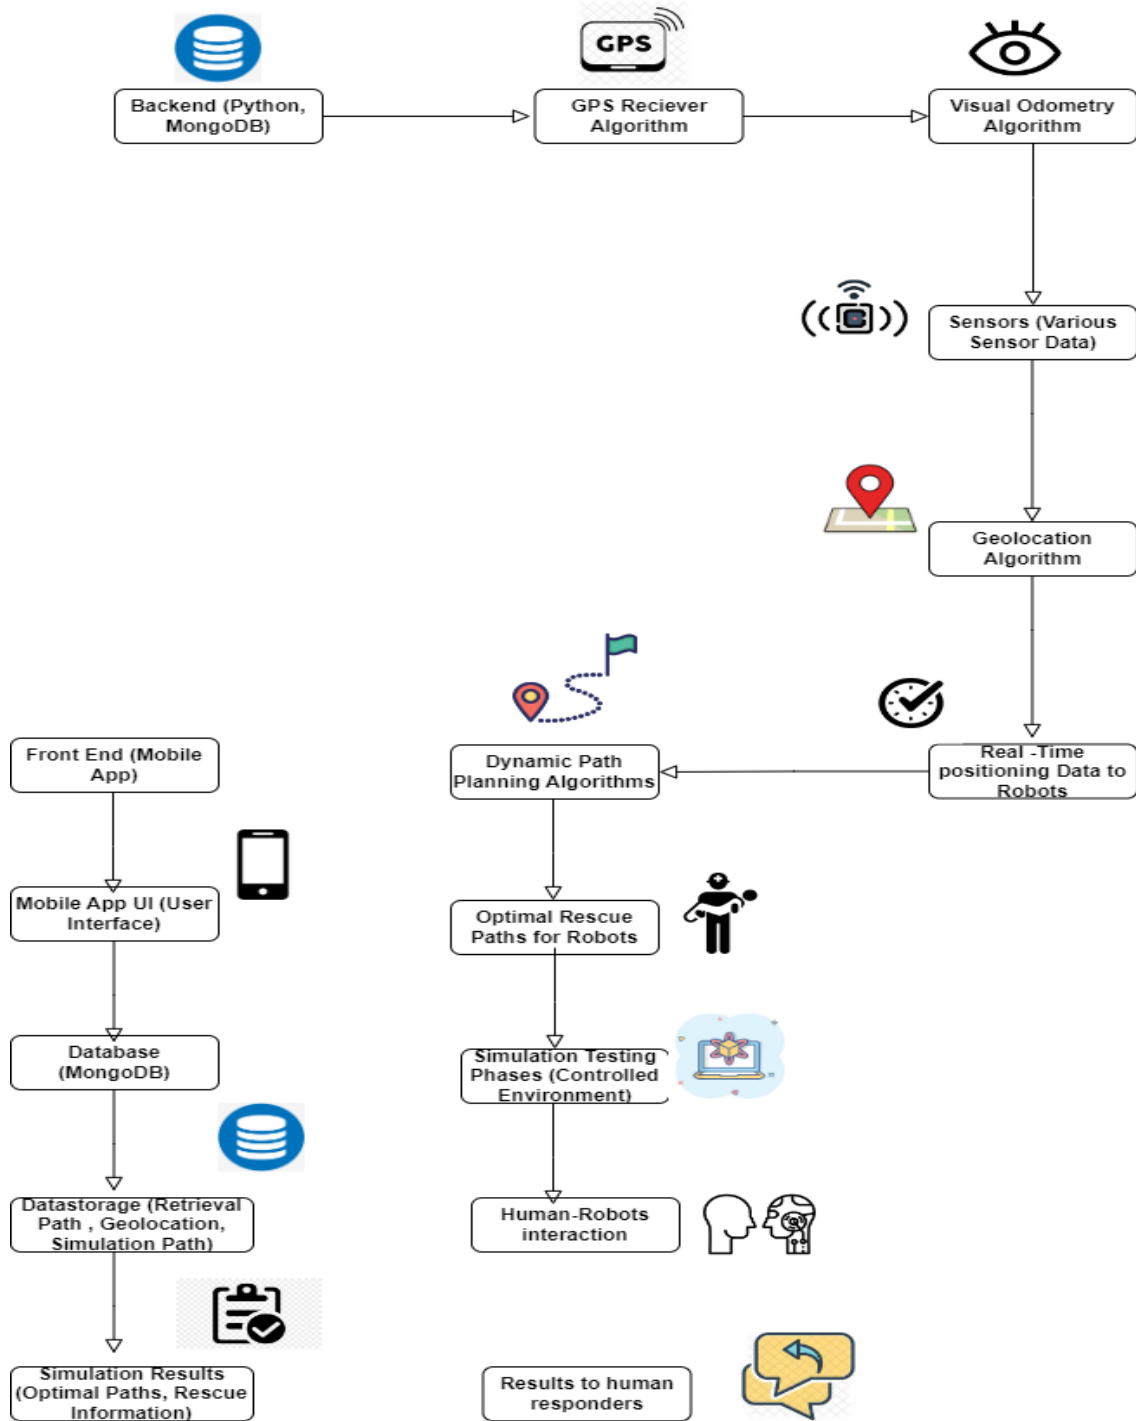 GPS
Backend (Python,
MongoDB)
GPS Reciever
Algorithm
Visual Odometry
Algorithm
Sensors (Various
Sensor Data)
Geolocation
Algorithm
Real -Time
positioning Data to
Robots
Dynamic Path
Planning Algorithms
Optimal Rescue
Paths for Robots
Simulation Testing
Phases (Controlled
Environment)
Human-Robots
interaction
Results to human
responders
Front End (Mobile
App)
Mobile App UI (User
Interface)
Database
(MongoDB)
Datastorage (Retrieval
Path , Geolocation,
Simulation Path)
Simulation Results
(Optimal Paths, Rescue
Information)